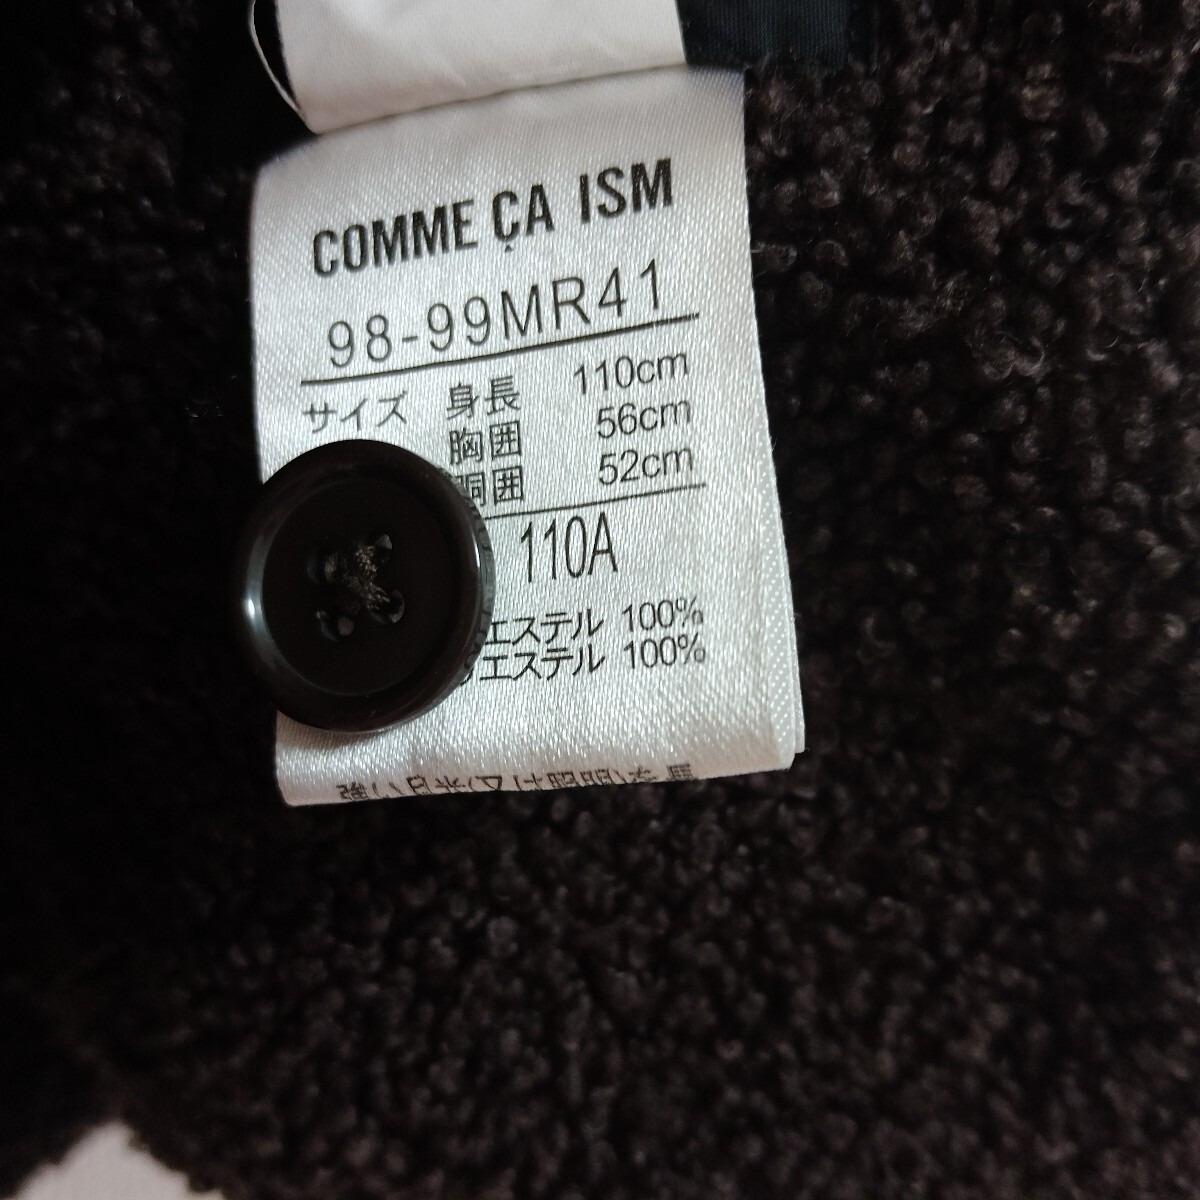 COMME ÇA ISM
98-99MR41
サイズ 身長 110cm
胸囲 56cm
胴囲 52cm
110A
エステル 100%
エステル 100%